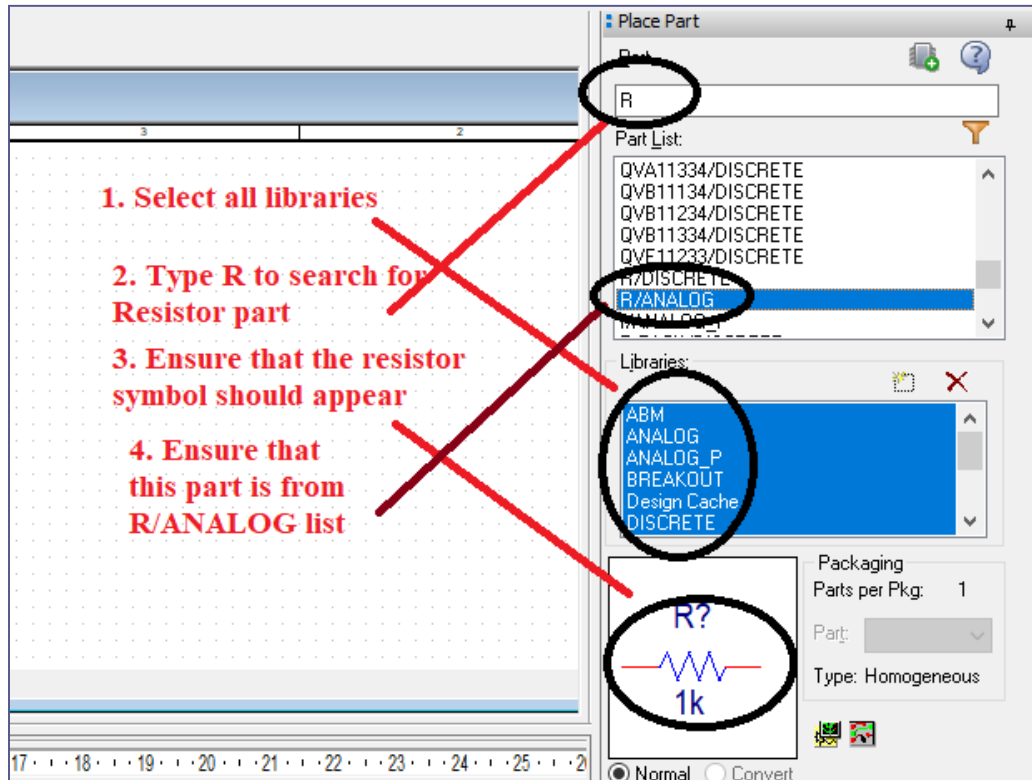 Place Part
3
2
R
Part List:
QVA11334/DISCRETE
QVB11134/DISCRETE
QVB11234/DISCRETE
QVB11334/DISCRETE
QVE11233/DISCRETE
R/DISCRETE
R/ANALOG
1. Select all libraries
2. Type R to search for
Resistor part
3. Ensure that the resistor
symbol should appear
4. Ensure that
this part is from
R/ANALOG list
Libraries:
ABM
ANALOG
ANALOG_P
BREAKOUT
Design Cache
DISCRETE
R?
1k
Packaging
Parts per Pkg: 1
Part:
Type: Homogeneous
Normal Convert
17 18 19 20 21 22 23 24 25